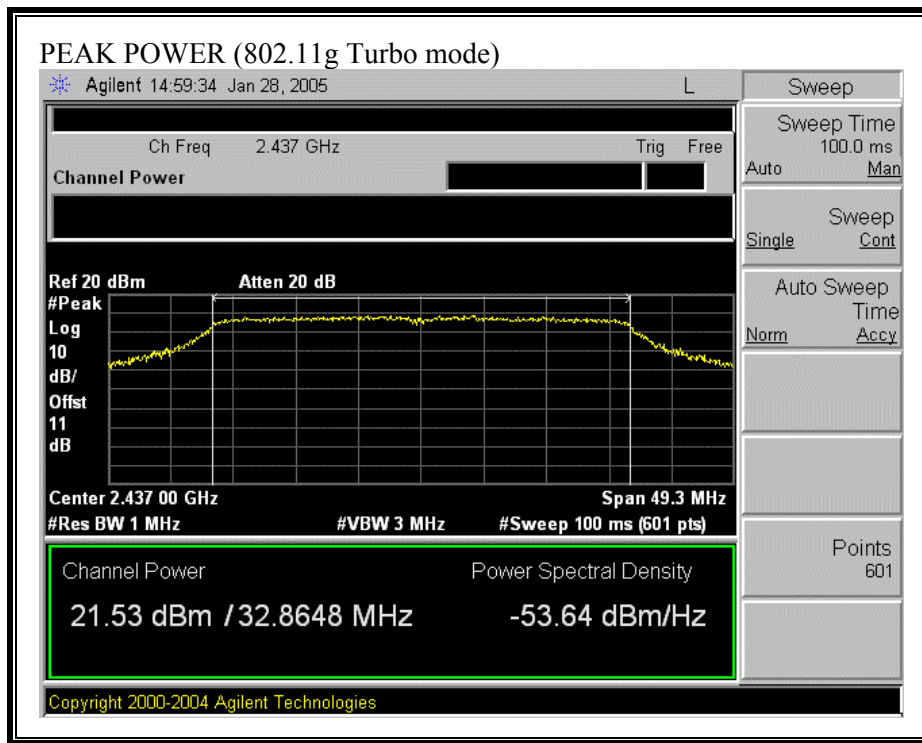 PEAK POWER (802.11g Turbo mode)
Agilent 14:59:34 Jan 28, 2005 L
Sweep
Ch Freq 2.437 GHz Trig Free
Channel Power
Sweep Time
100.0 ms
Auto Man
Sweep
Single Cont
Auto Sweep
Time
Norm Accy
Points
601
Ref 20 dBm Atten 20 dB
#Peak
Log
10
dB/
Offst
11
dB
Center 2.437 00 GHz Span 49.3 MHz
#Res BW 1 MHz #VBW 3 MHz #Sweep 100 ms (601 pts)
Channel Power Power Spectral Density
21.53 dBm / 32.8648 MHz -53.64 dBm/Hz
Copyright 2000-2004 Agilent Technologies